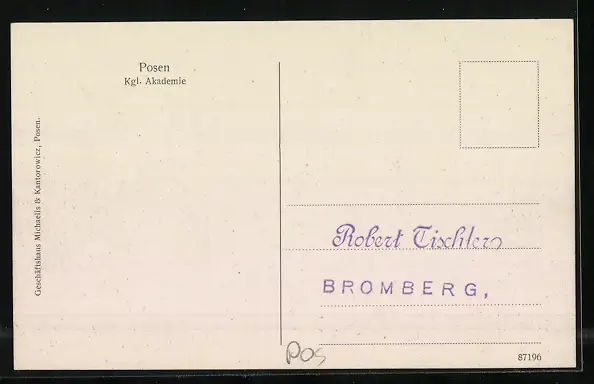 Posen
Kgl. Akademie
Geschäftshaus Michaelis & Kantorowicz, Posen.
Robert Tischler
BROMBERG,
POS
87196